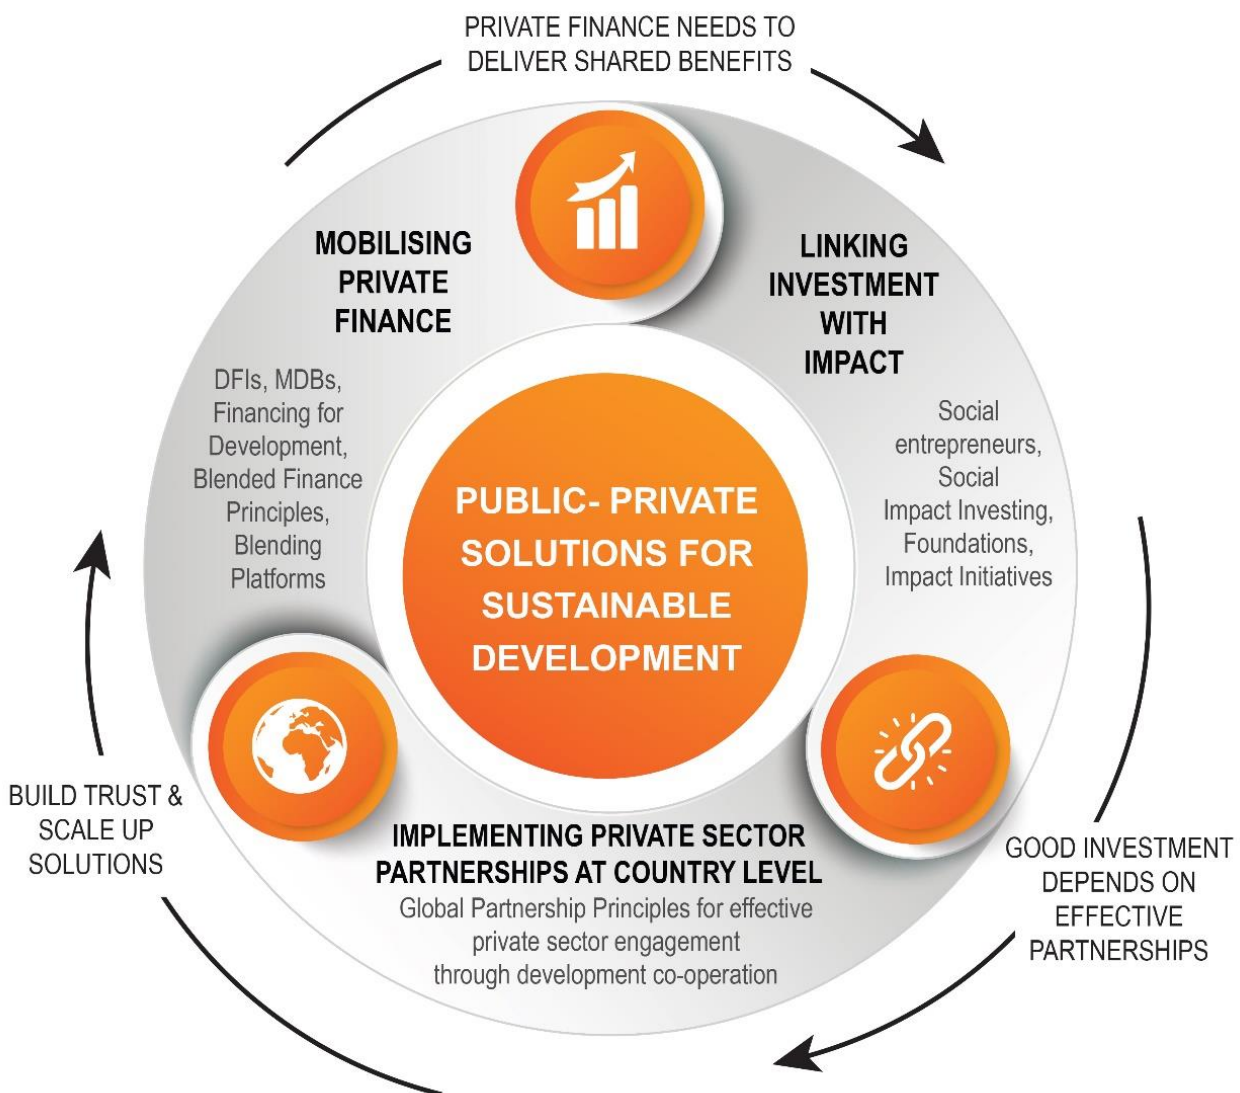 PRIVATE FINANCE NEEDS TO
DELIVER SHARED BENEFITS
MOBILISING
PRIVATE
FINANCE
DFIs, MDBs,
Financing for
Development,
Blended Finance
Principles,
Blending
Platforms
LINKING
INVESTMENT
WITH
IMPACT
Social
entrepreneurs,
Social
Impact Investing,
Foundations,
Impact Initiatives
PUBLIC- PRIVATE
SOLUTIONS FOR
SUSTAINABLE
DEVELOPMENT
BUILD TRUST &
SCALE UP
SOLUTIONS
IMPLEMENTING PRIVATE SECTOR
PARTNERSHIPS AT COUNTRY LEVEL
Global Partnership Principles for effective
private sector engagement
through development co-operation
GOOD INVESTMENT
DEPENDS ON
EFFECTIVE
PARTNERSHIPS